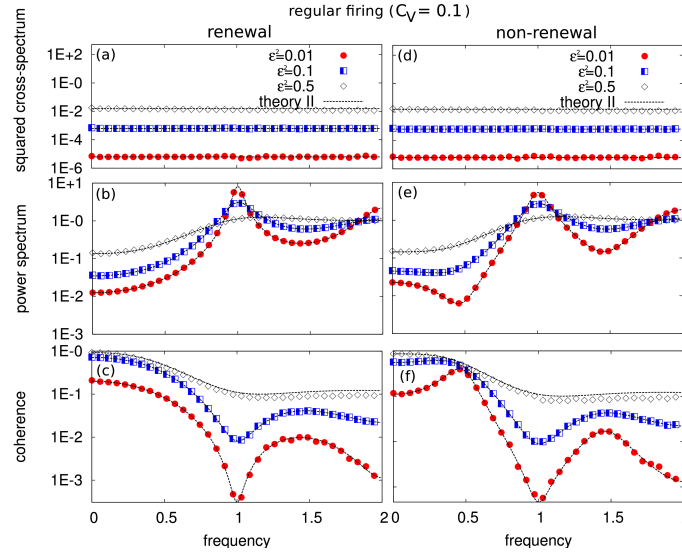 regular firing (C_V = 0.1)
renewal non-renewal
squared cross-spectrum
1E+2
1E-0
1E-2
1E-4
1E-6
(a)
ε²=0.01
ε²=0.1
ε²=0.5
theory II
(d)
ε²=0.01
ε²=0.1
ε²=0.5
theory II
power spectrum
1E+1
1E-0
1E-1
1E-2
1E-3
(b)
(e)
coherence
1E-0
1E-1
1E-2
1E-3
(c)
(f)
0 0.5 1 1.5 2 0 0.5 1 1.5 2
frequency frequency